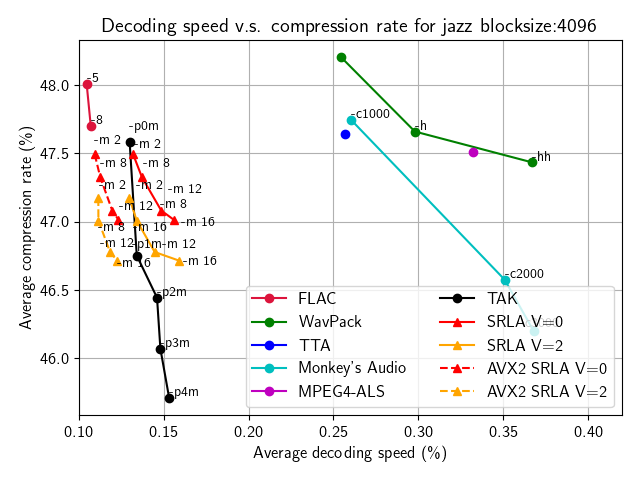 Decoding speed v.s. compression rate for jazz blocksize:4096
Average compression rate (%)
48.0
47.5
47.0
46.5
46.0
-5
-8
-p0m
-p1m
-p2m
-p3m
-p4m
-m 2
-m 8
-m 12
-m 16
-m 2
-m 8
-m 12
-m 16
-m 2
-m 8
-m 12
-m 16
-m 2
-m 8
-m 12
-m 16
-c1000
-c2000
-h
-hh
FLAC
WavPack
TTA
Monkey's Audio
MPEG4-ALS
TAK
SRLA V=0
SRLA V=2
AVX2 SRLA V=0
AVX2 SRLA V=2
0.10 0.15 0.20 0.25 0.30 0.35 0.40
Average decoding speed (%)